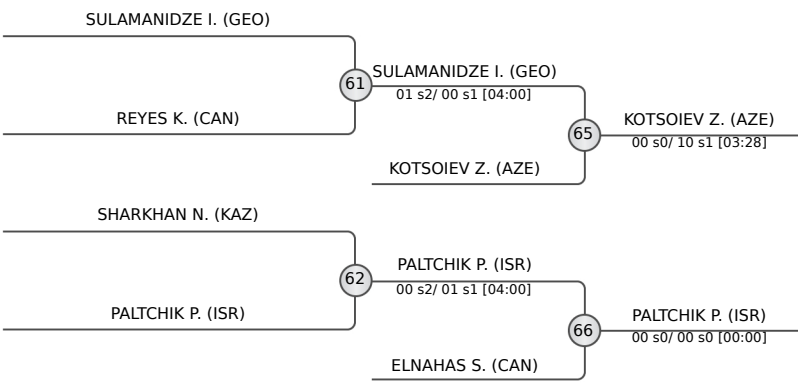 SULAMANIDZE I. (GEO)
61
SULAMANIDZE I. (GEO)
01 s2/ 00 s1 [04:00]
REYES K. (CAN)
65
KOTSOIEV Z. (AZE)
00 s0/ 10 s1 [03:28]
KOTSOIEV Z. (AZE)
SHARKHAN N. (KAZ)
62
PALTCHIK P. (ISR)
00 s2/ 01 s1 [04:00]
PALTCHIK P. (ISR)
66
PALTCHIK P. (ISR)
00 s0/ 00 s0 [00:00]
ELNAHAS S. (CAN)